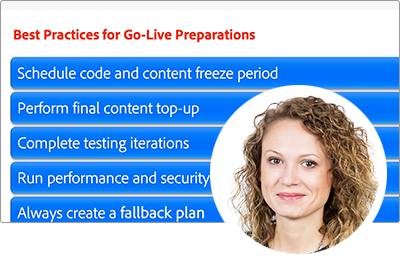 Best Practices for Go-Live Preparations
Schedule code and content freeze period
Perform final content top-up
Complete testing iterations
Run performance and security
Always create a fallback plan